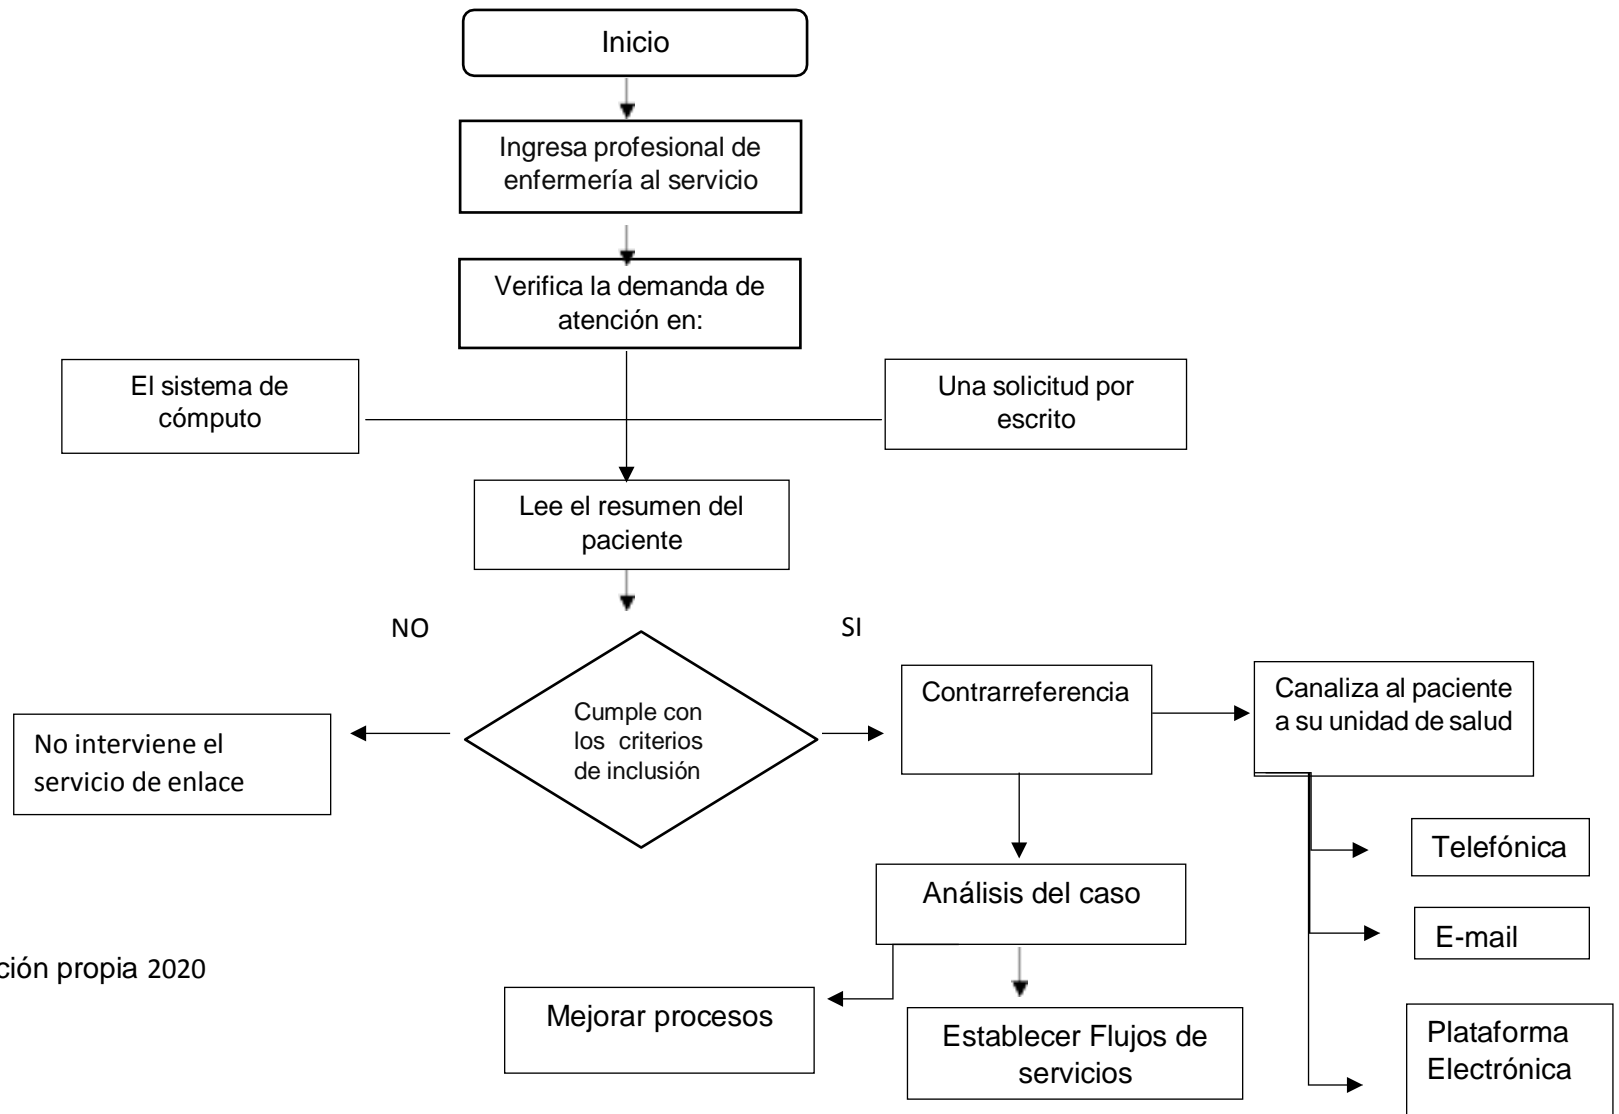 Inicio
Ingresa profesional de
enfermería al servicio
Verifica la demanda de
atención en:
El sistema de
cómputo
Una solicitud por
escrito
Lee el resumen del
paciente
NO
SI
Cumple con
los criterios
de inclusión
No interviene el
servicio de enlace
Contrarreferencia
Canaliza al paciente
a su unidad de salud
Telefónica
E-mail
Plataforma
Electrónica
Análisis del caso
Mejorar procesos
Establecer Flujos de
servicios
propia 2020